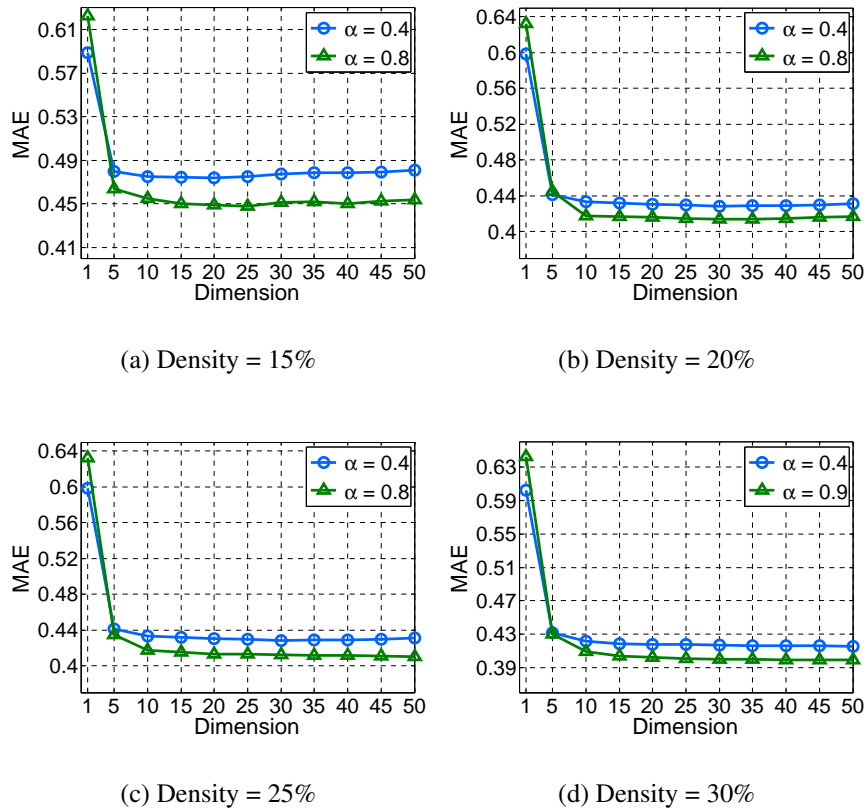 0.61
0.57
0.53
0.49
0.45
0.41
MAE
α = 0.4
α = 0.8
1 5 10 15 20 25 30 35 40 45 50
Dimension
(a) Density = 15%
0.64
0.6
0.56
0.52
0.48
0.44
0.4
MAE
α = 0.4
α = 0.8
1 5 10 15 20 25 30 35 40 45 50
Dimension
(b) Density = 20%
0.64
0.6
0.56
0.52
0.48
0.44
0.4
MAE
α = 0.4
α = 0.8
1 5 10 15 20 25 30 35 40 45 50
Dimension
(c) Density = 25%
0.63
0.59
0.55
0.51
0.47
0.43
0.39
MAE
α = 0.4
α = 0.9
1 5 10 15 20 25 30 35 40 45 50
Dimension
(d) Density = 30%